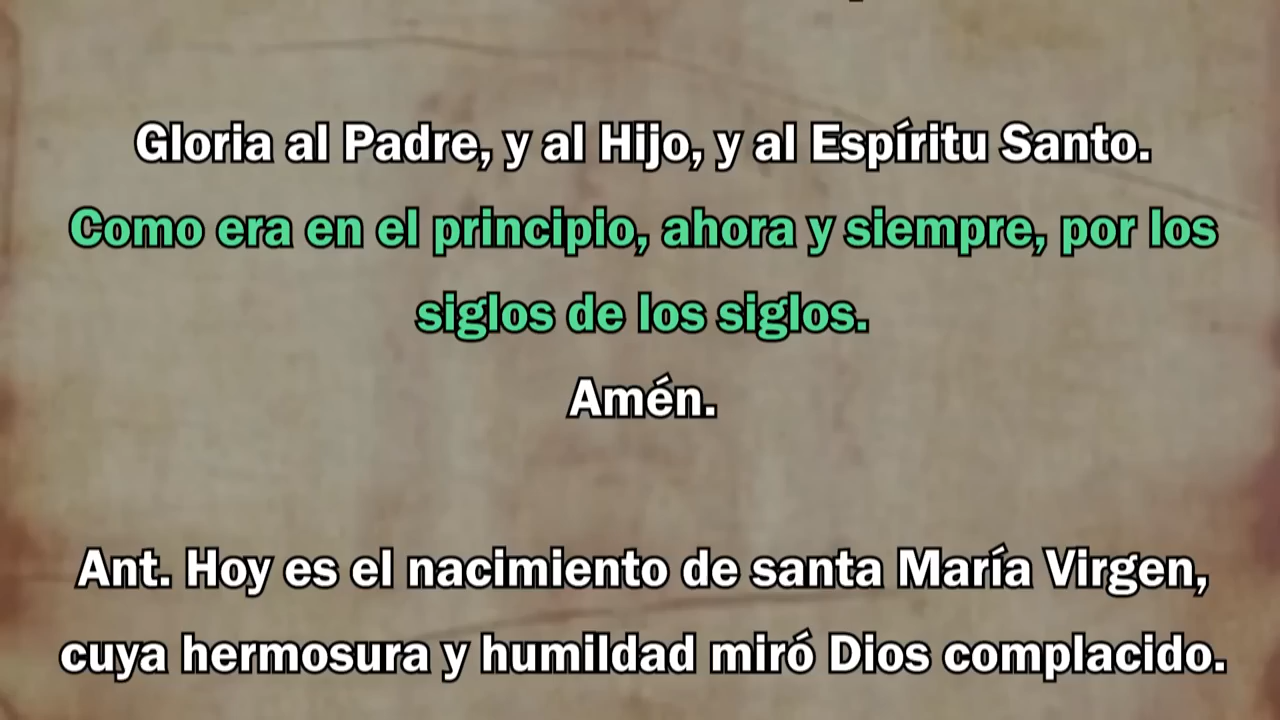 Gloria al Padre, y al Hijo, y al Espíritu Santo.
Como era en el principio, ahora y siempre, por los
siglos de los siglos.
Amén.
Ant. Hoy es el nacimiento de santa María Virgen,
cuya hermosura y humildad miró Dios complacido.